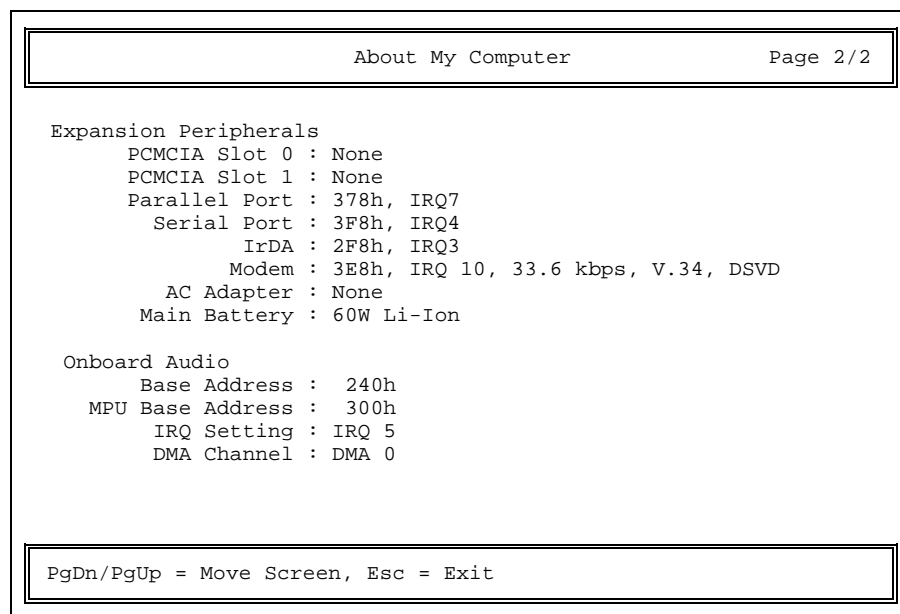 About My Computer Page 2/2
Expansion Peripherals
PCMCIA Slot 0 : None
PCMCIA Slot 1 : None
Parallel Port : 378h, IRQ7
Serial Port : 3F8h, IRQ4
IrDA : 2F8h, IRQ3
Modem : 3E8h, IRQ 10, 33.6 kbps, V.34, DSVD
AC Adapter : None
Main Battery : 60W Li-Ion
Onboard Audio
Base Address : 240h
MPU Base Address : 300h
IRQ Setting : IRQ 5
DMA Channel : DMA 0
PgDn/PgUp = Move Screen, Esc = Exit